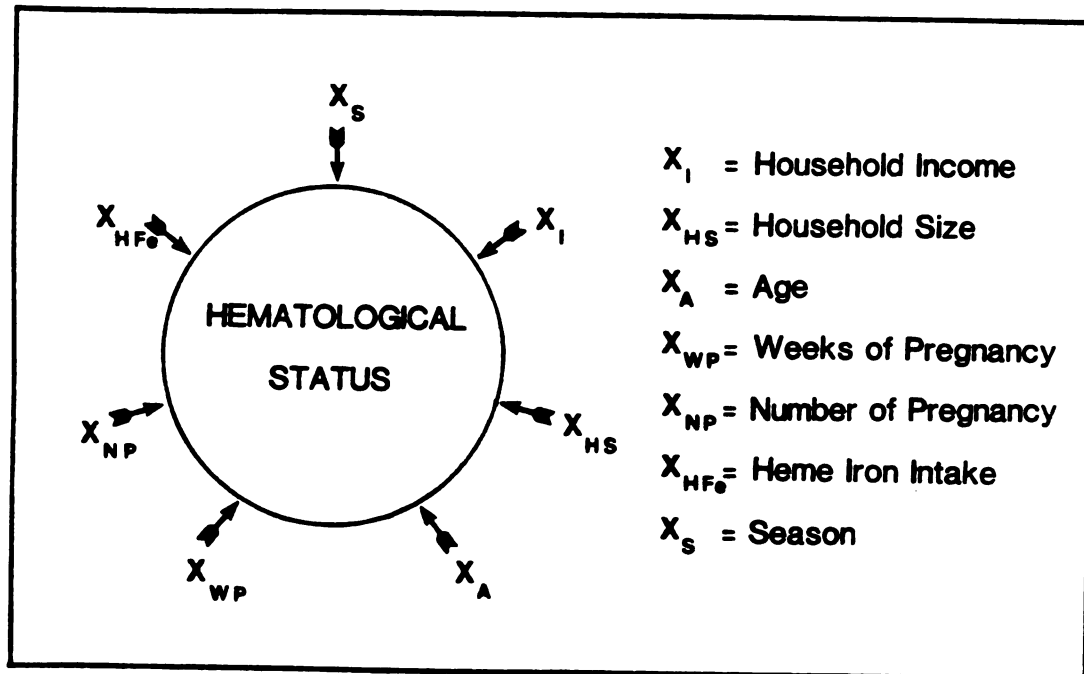 X_S
X_HFe
X_I
HEMATOLOGICAL
STATUS
X_NP
X_HS
X_WP
X_A
X_I = Household Income
X_HS = Household Size
X_A = Age
X_WP = Weeks of Pregnancy
X_NP = Number of Pregnancy
X_HFe = Heme Iron Intake
X_S = Season